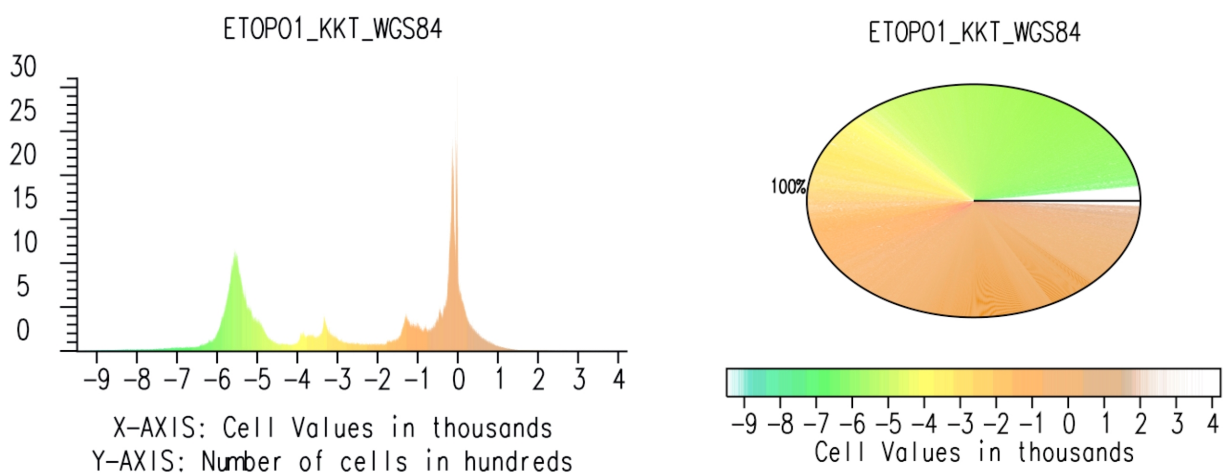 ETOPO1_KKT_WGS84
30
25
20
15
10
5
0
−9 −8 −7 −6 −5 −4 −3 −2 −1 0 1 2 3 4
X−AXIS: Cell Values in thousands
Y−AXIS: Number of cells in hundreds
ETOPO1_KKT_WGS84
100%
−9 −8 −7 −6 −5 −4 −3 −2 −1 0 1 2 3 4
Cell Values in thousands